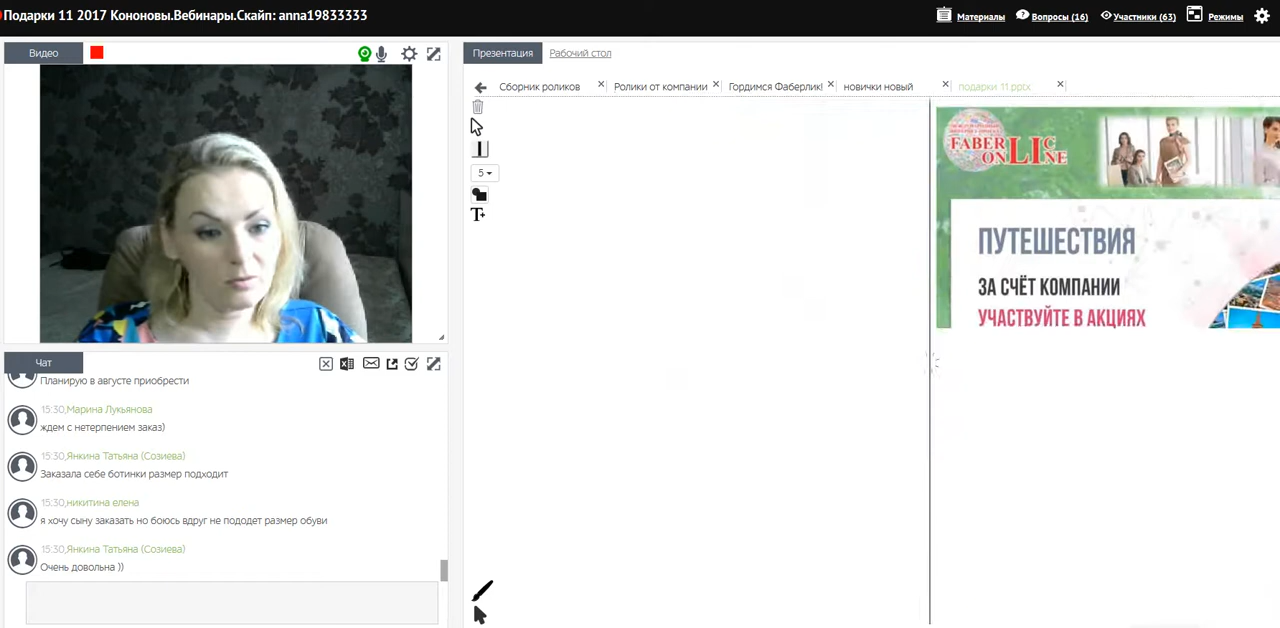 Подарки 11 2017 Кононовы.Вебинары.Скайп: anna19833333
Материалы
Вопросы (16)
Участники (63)
Режимы
Видео
Презентация
Рабочий стол
Сборник роликов
Ролики от компании
Гордимся Фаберлик!
новички новый
подарки 11.pptx
5
FABERLIC
ONLINE
ПУТЕШЕСТВИЯ
ЗА СЧЁТ КОМПАНИИ
УЧАСТВУЙТЕ В АКЦИЯХ
Чат
Планирую в августе приобрести
15:30,Марина Лукьянова
ждем с нетерпением заказ)
15:30,Янкина Татьяна (Созиева)
Заказала себе ботинки размер подходит
15:30,никитина елена
я хочу сыну заказать но боюсь вдруг не пододет размер обуви
15:30,Янкина Татьяна (Созиева)
Очень довольна ))